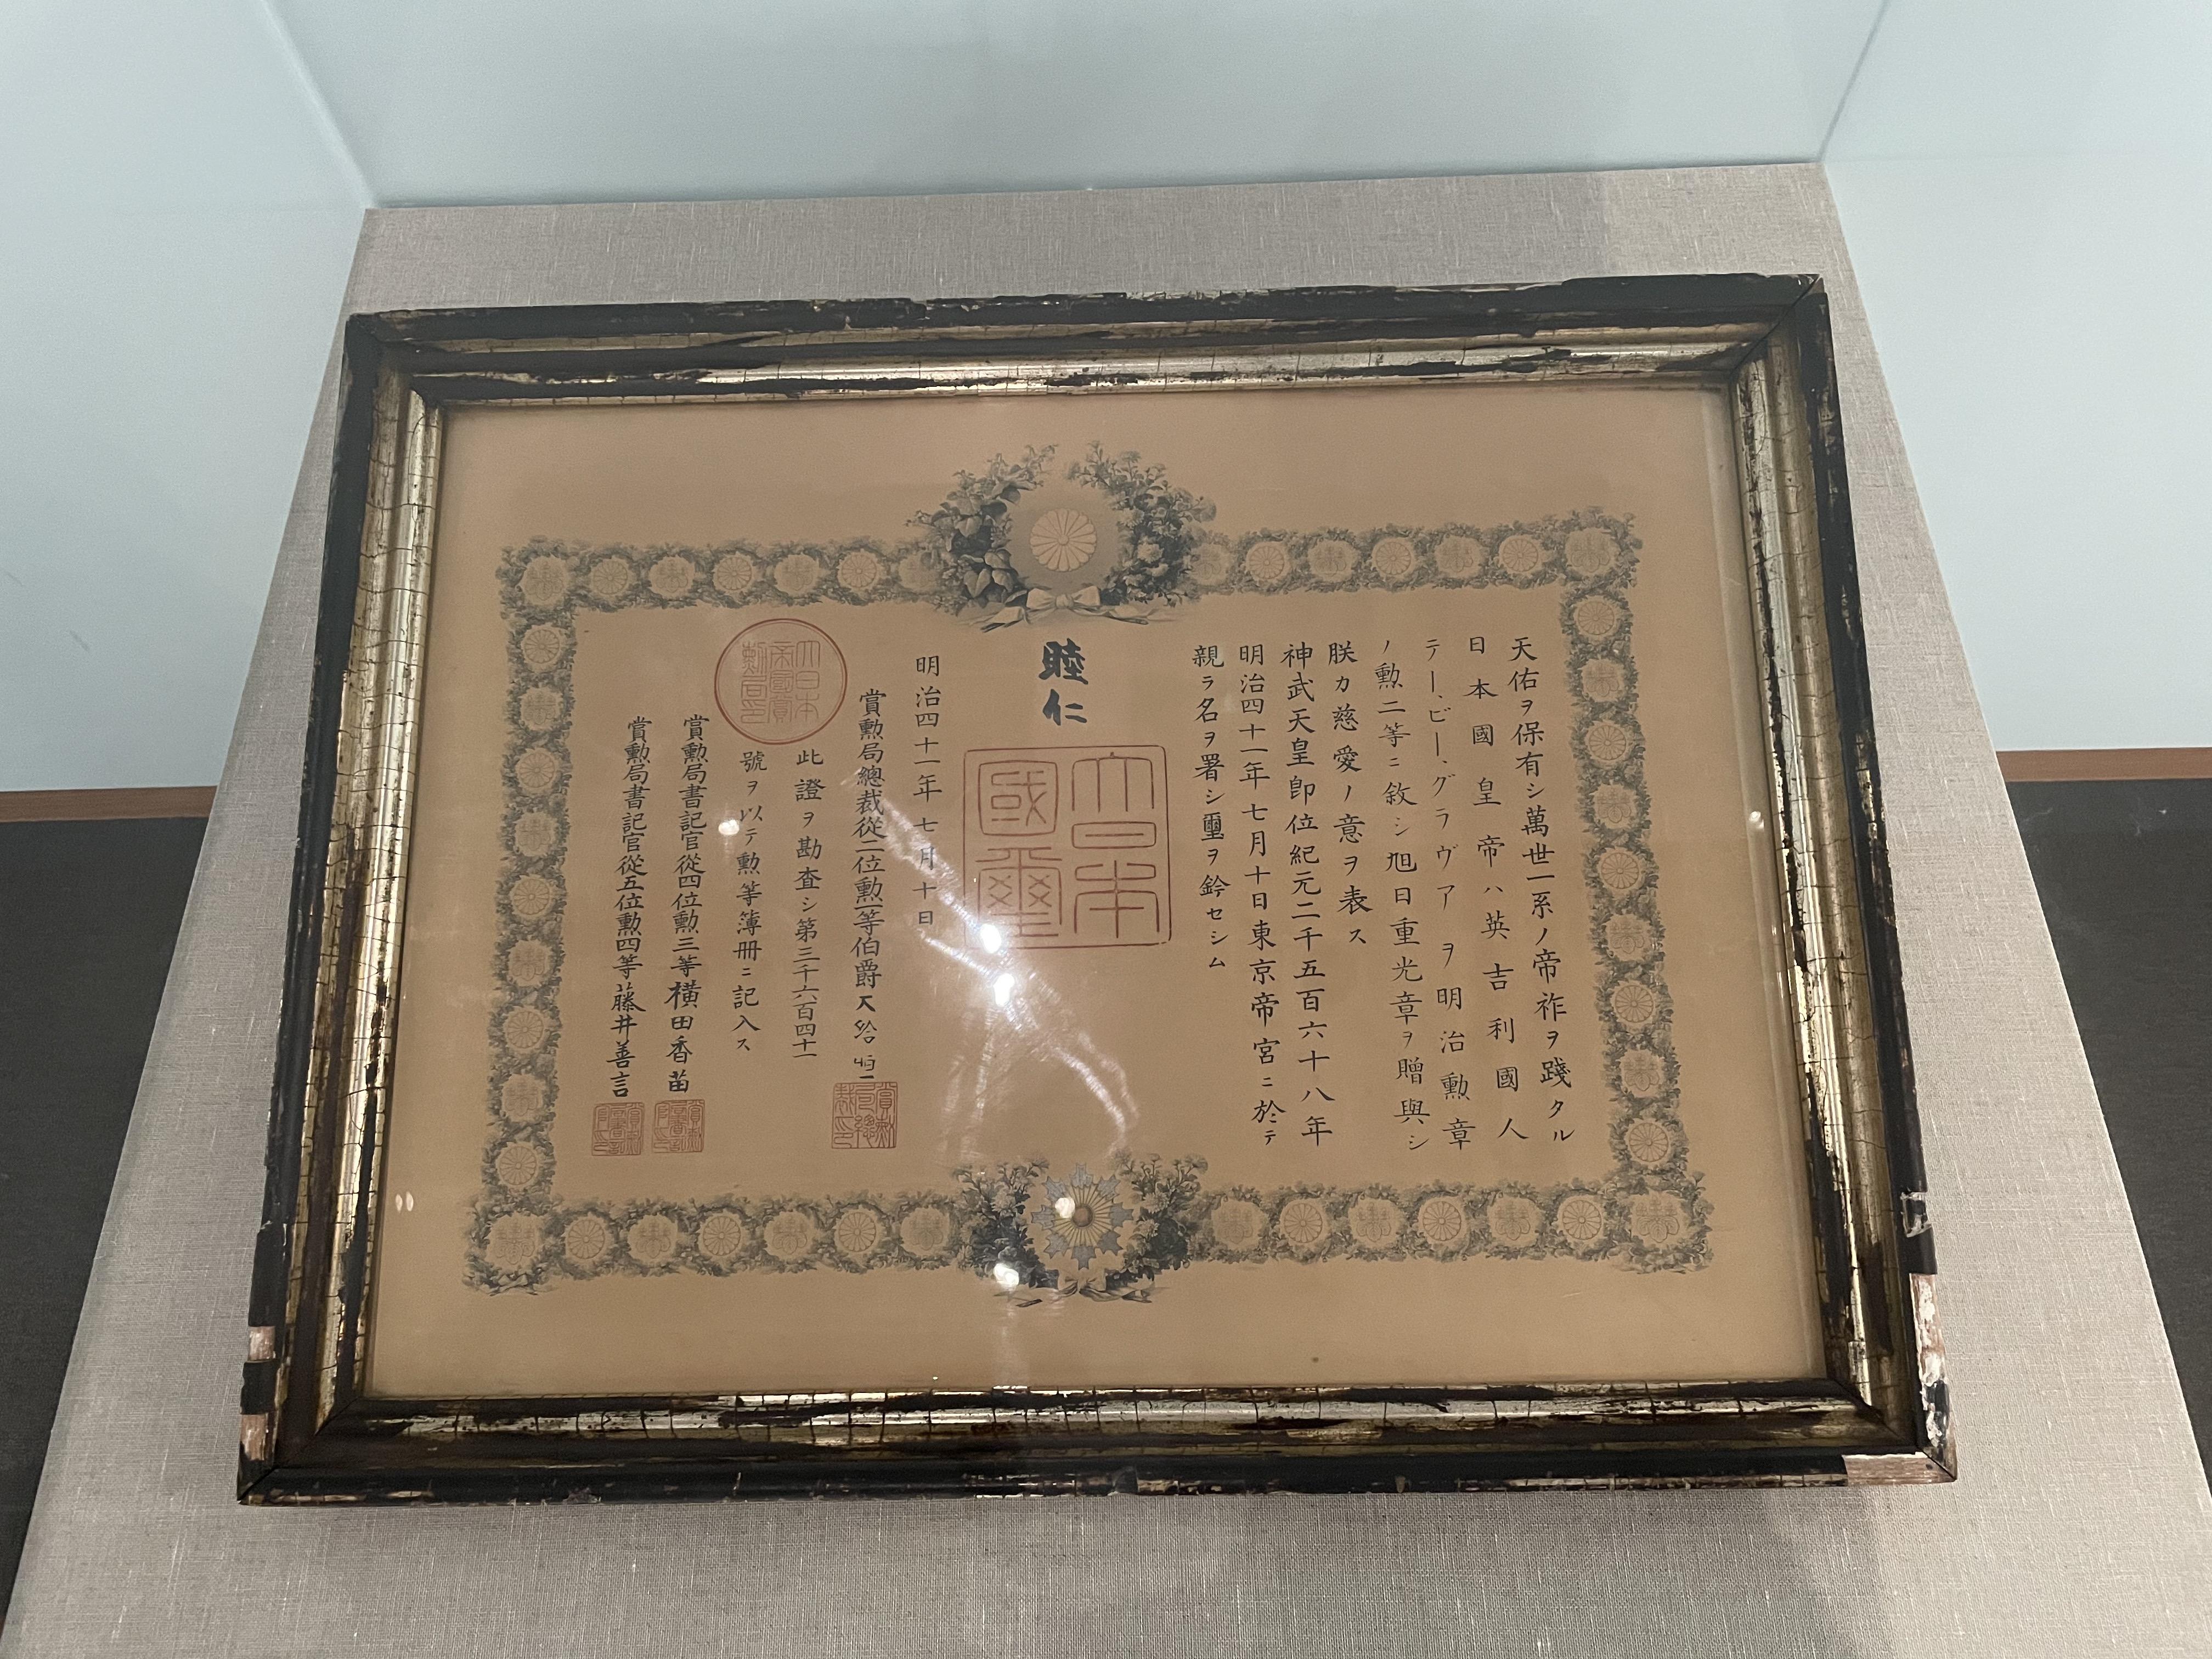 天佑ヲ保有シ萬世一系ノ帝祚ヲ踐タル
日本國皇帝ハ英吉利國人
テー、ビー、グラヴアヲ明治勲章
ノ勲二等ニ敘シ旭日重光章ヲ贈與シ
朕カ慈愛ノ意ヲ表ス
神武天皇即位紀元二千五百六十八年
明治四十一年七月十日東京帝宮ニ於テ
親ラ名ヲ署シ璽ヲ鈐セシム
睦仁
大日本
國璽
明治四十一年七月十日
賞勲局總裁從二位勲一等伯爵大給恒
此證ヲ勘査シ第三千六百四十一
號ヲ以テ勲等簿冊ニ記入ス
賞勲局書記官從四位勲三等横田香苗
賞勲局書記官從五位勲四等藤井善言